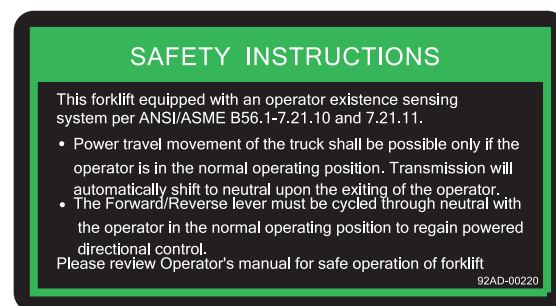 SAFETY INSTRUCTIONS
This forklift equipped with an operator existence sensing
system per ANSI/ASME B56.1-7.21.10 and 7.21.11.
• Power travel movement of the truck shall be possible only if the
operator is in the normal operating position. Transmission will
automatically shift to neutral upon the exiting of the operator.
• The Forward/Reverse lever must be cycled through neutral with
the operator in the normal operating position to regain powered
directional control.
Please review Operator's manual for safe operation of forklift
92AD-00220